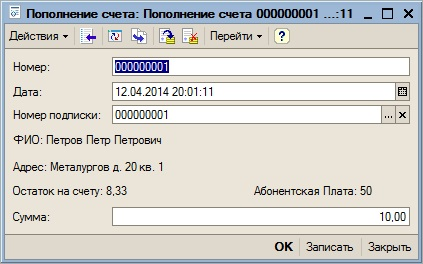 Пополнение счета: Пополнение счета 000000001 ...:11
Действия Перейти ?
Номер: 000000001
Дата: 12.04.2014 20:01:11
Номер подписки: 000000001 ... x
ФИО: Петров Петр Петрович
Адрес: Металургов д. 20 кв. 1
Остаток на счету: 8,33 Абонентская Плата: 50
Сумма: 10,00
OK Записать Закрыть